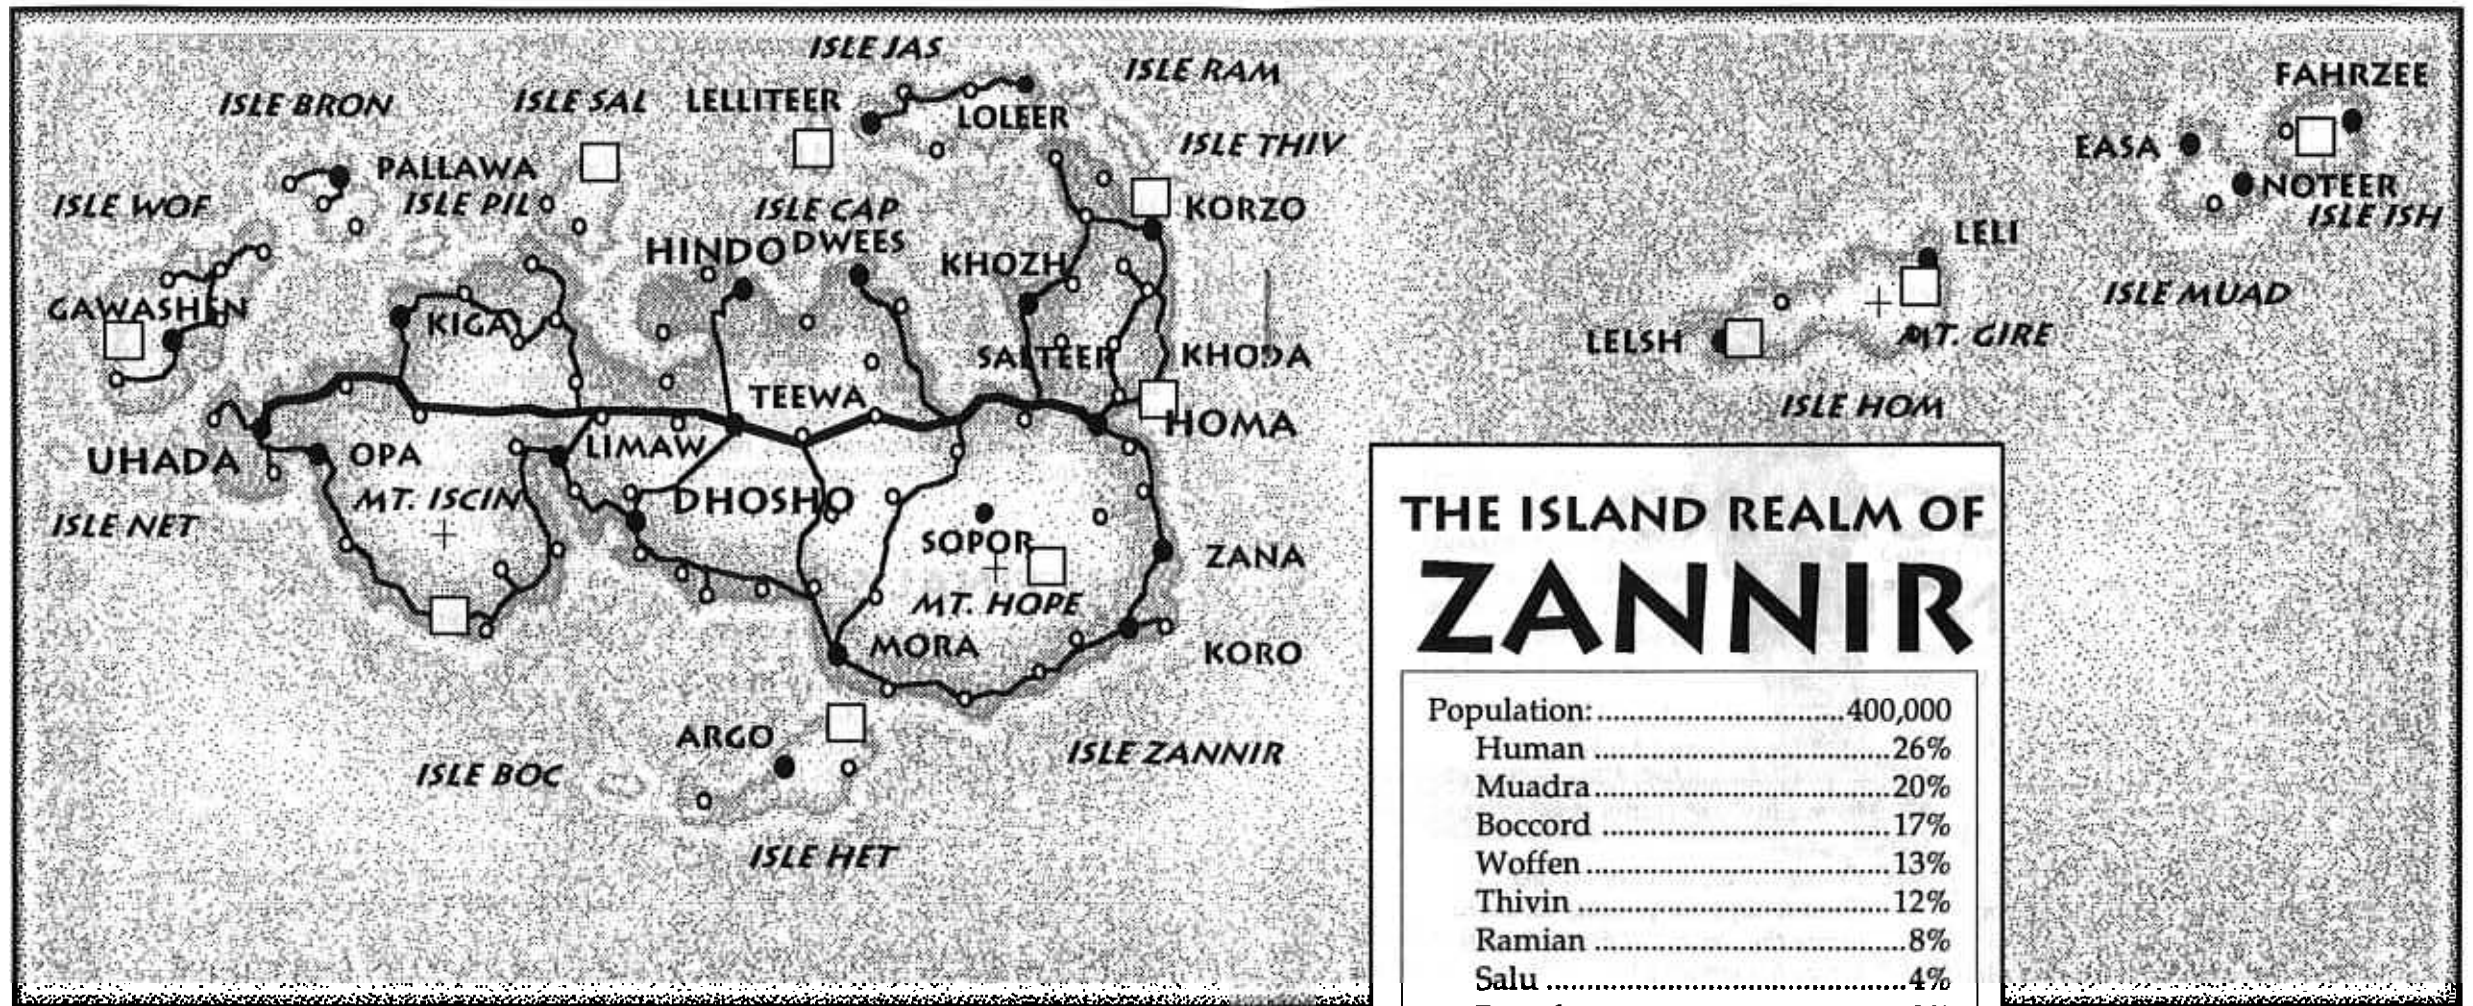 ISLE JAS
ISLE RAM
FAHRZEE
ISLE BRON
ISLE SAL
LELLITEER
LOLEER
ISLE THIV
EASA
PALLAWA
NOTEER
ISLE WOF
ISLE PIL
ISLE CAP
KORZO
ISLE ISH
HINDO
DWEES
LELI
KHOZH
GAWASHEN
ISLE MUAD
KIGA
MT. GIRE
LELSH
SALTEER
KHODA
TEEWA
ISLE HOM
HOMA
UHADA
OPA
LIMAW
MT. ISCIN
DHOSHO
ISLE NET
SOPOR
ZANA
MT. HOPE
MORA
KORO
ARGO
ISLE ZANNIR
ISLE BOC
ISLE HET
THE ISLAND REALM OF
ZANNIR
Population: ............................ 400,000
Human ................................. 26%
Muadra ................................. 20%
Boccord ................................ 17%
Woffen ................................. 13%
Thivin .................................. 12%
Ramian ................................. 8%
Salu ...................................... 4%